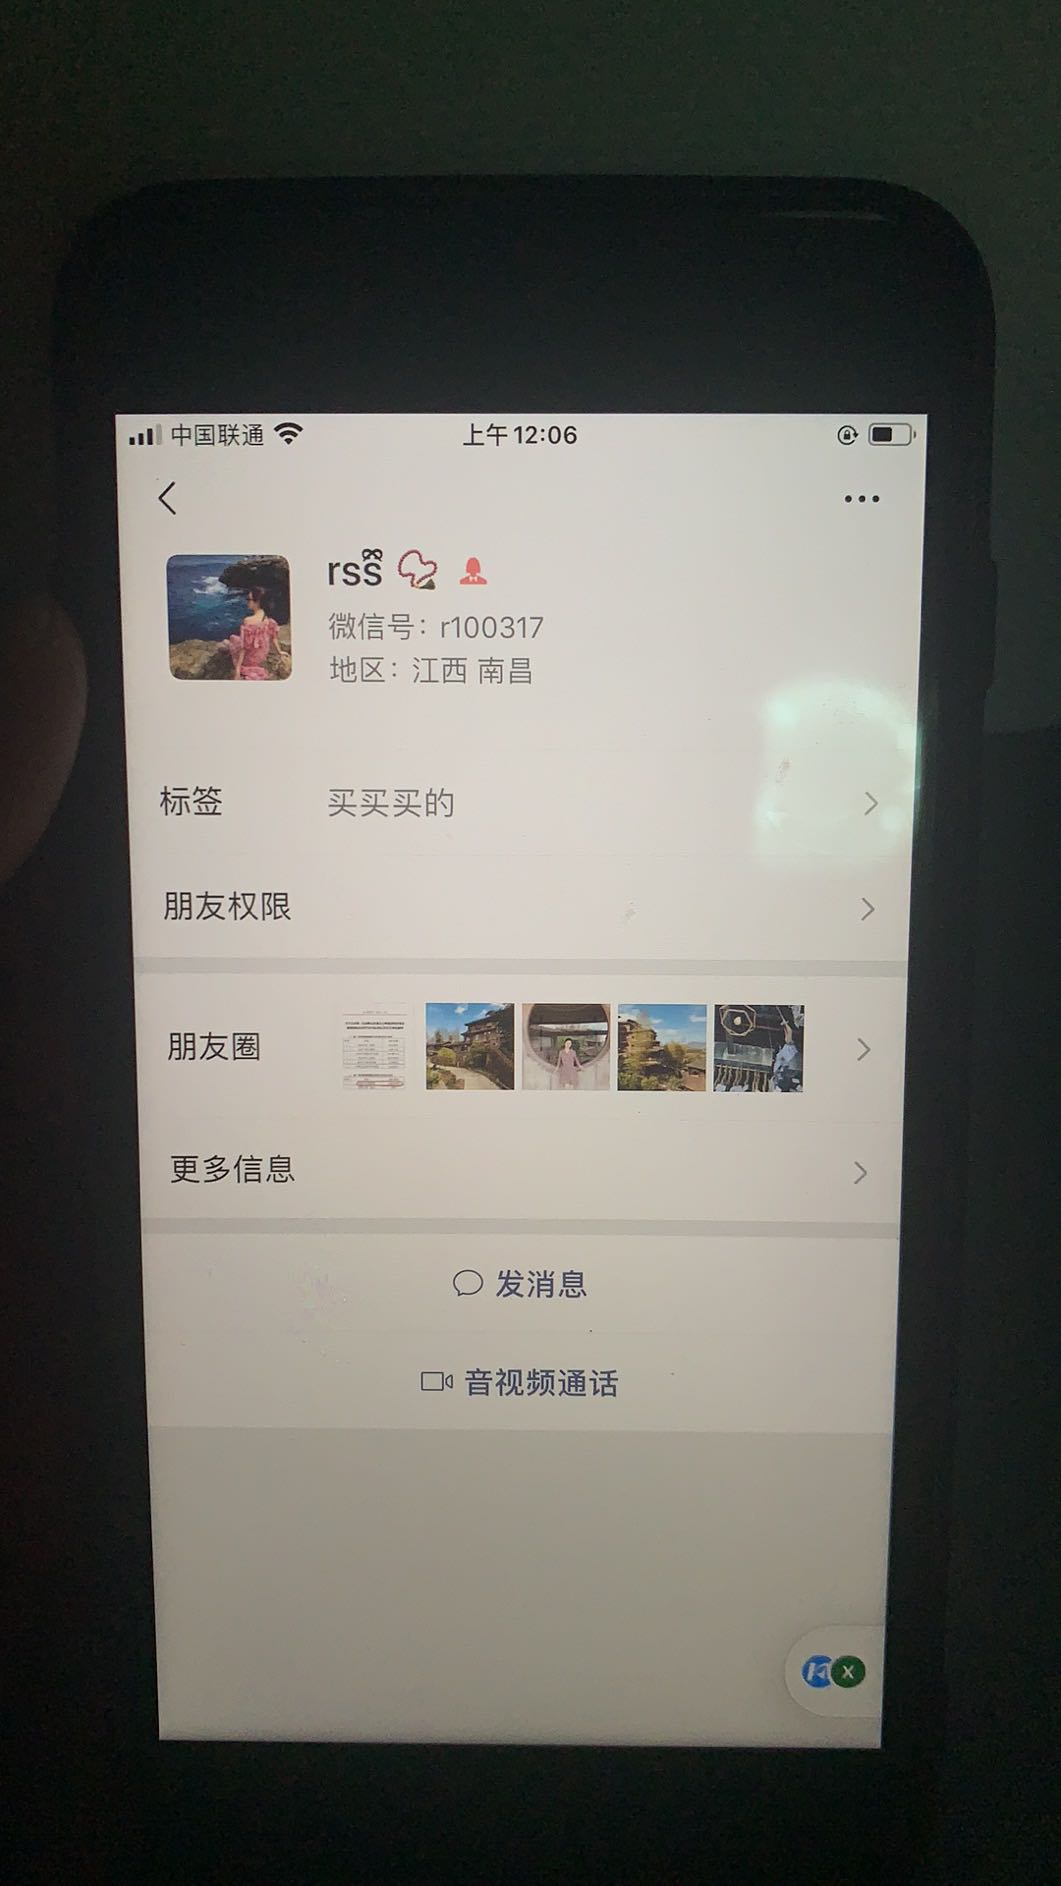 中国联通
上午12:06
rss
微信号：r100317
地区：江西 南昌
标签 买买买的
朋友权限
朋友圈
更多信息
发消息
音视频通话
X